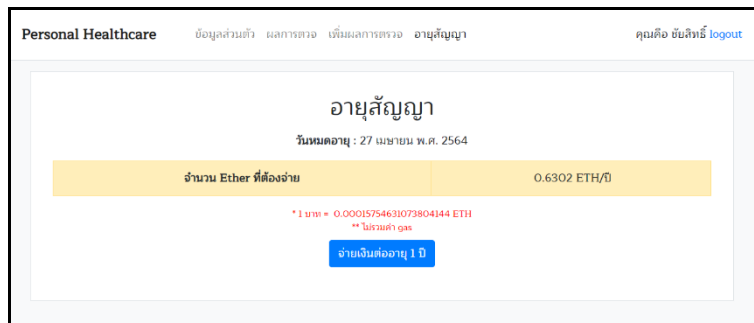 Personal Healthcare ข้อมูลส่วนตัว ผลการตรวจ เพิ่มผลการตรวจ อายุสัญญา คุณคือ ชัยสิทธิ์ logout
อายุสัญญา
วันหมดอายุ : 27 เมษายน พ.ศ. 2564
จำนวน Ether ที่ต้องจ่าย 0.6302 ETH/ปี
* 1 บาท = 0.00015754631073804144 ETH
** ไม่รวมค่า gas
จ่ายเงินต่ออายุ 1 ปี